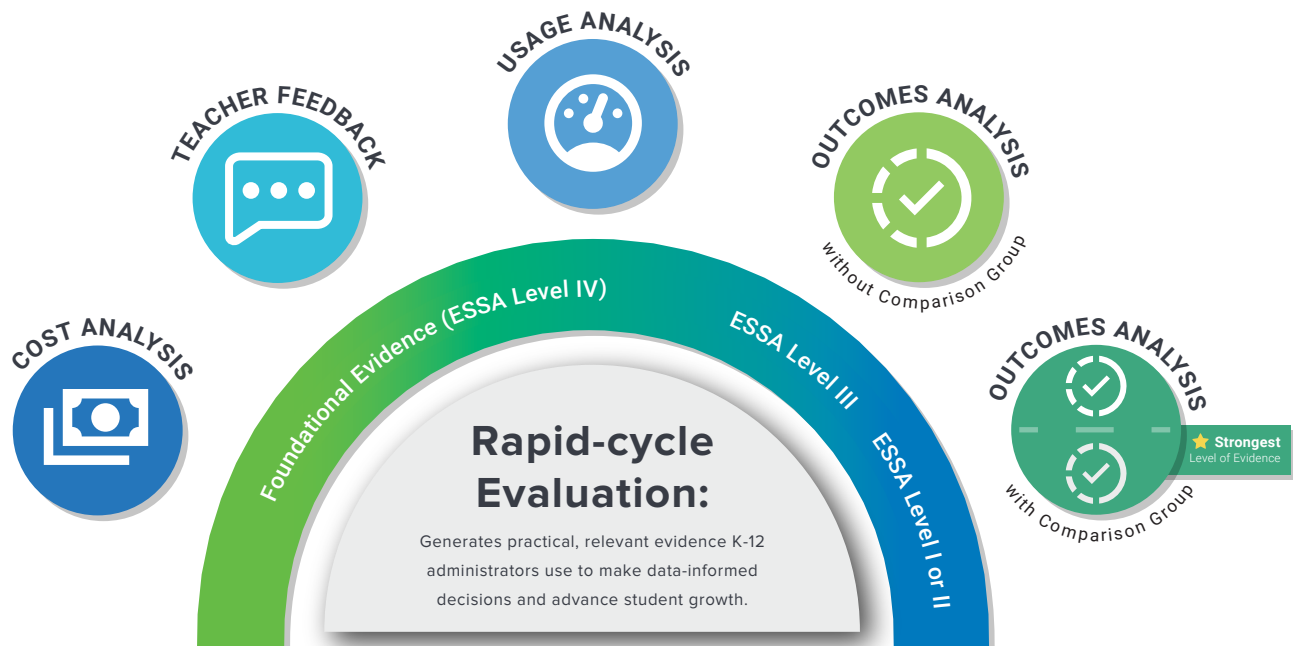 COST ANALYSIS
TEACHER FEEDBACK
USAGE ANALYSIS
OUTCOMES ANALYSIS
without Comparison Group
OUTCOMES ANALYSIS
with Comparison Group
Strongest
Level of Evidence
Foundational Evidence (ESSA Level IV)
ESSA Level III
ESSA Level I or II
Rapid-cycle
Evaluation:
Generates practical, relevant evidence K-12
administrators use to make data-informed
decisions and advance student growth.